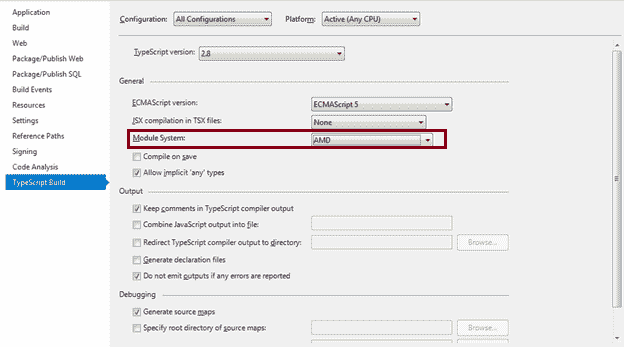 Application
Build
Web
Package/Publish Web
Package/Publish SQL
Build Events
Resources
Settings
Reference Paths
Signing
Code Analysis
TypeScript Build
Configuration: All Configurations Platform: Active (Any CPU)
TypeScript version: 2.8
General
ECMAScript version: ECMAScript 5
JSX compilation in TSX files: None
Module System: AMD
Compile on save
Allow implicit 'any' types
Output
Keep comments in TypeScript compiler output
Combine JavaScript output into file:
Redirect TypeScript compiler output to directory: Browse...
Generate declaration files
Do not emit outputs if any errors are reported
Debugging
Generate source maps
Specify root directory of source maps: Browse...